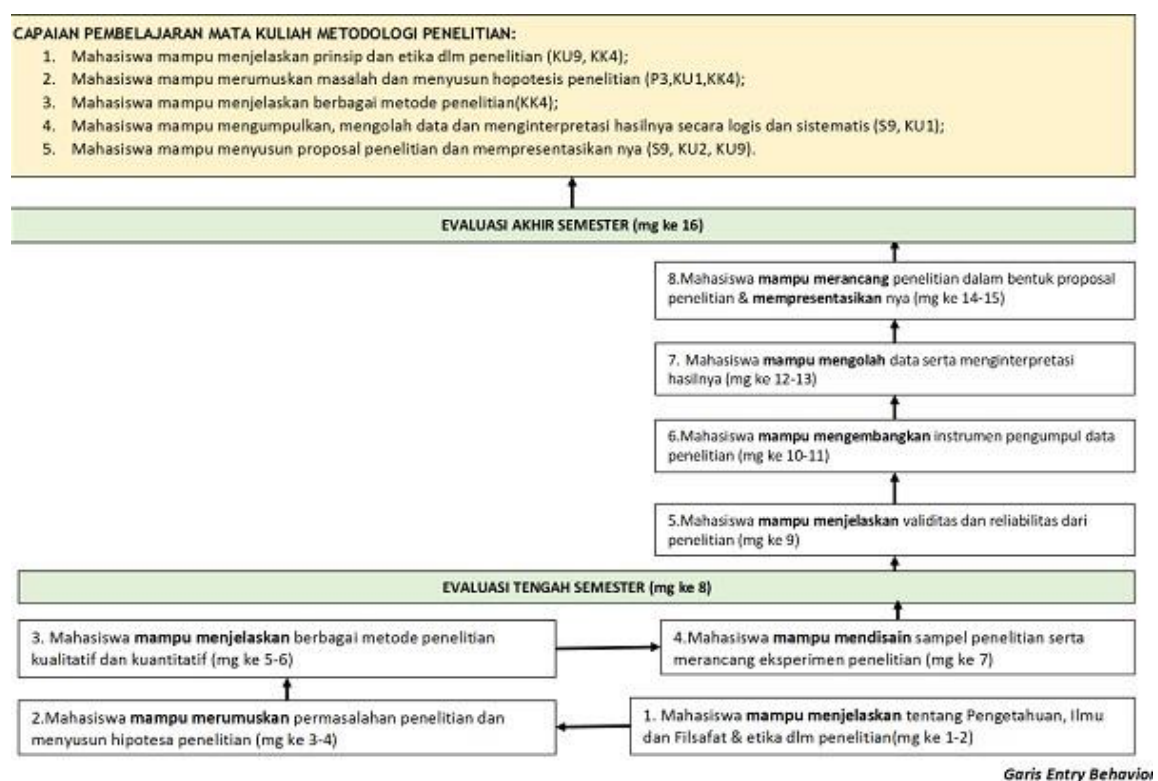 CAPAIAN PEMBELAJARAN MATA KULIAH METODOLOGI PENELITIAN:
1. Mahasiswa mampu menjelaskan prinsip dan etika dlm penelitian (KU9, KK4);
2. Mahasiswa mampu merumuskan masalah dan menyusun hopotesis penelitian (P3,KU1,KK4);
3. Mahasiswa mampu menjelaskan berbagai metode penelitian(KK4);
4. Mahasiswa mampu mengumpulkan, mengolah data dan menginterpretasi hasilnya secara logis dan sistematis (S9, KU1);
5. Mahasiswa mampu menyusun proposal penelitian dan mempresentasikan nya (S9, KU2, KU9).
EVALUASI AKHIR SEMESTER (mg ke 16)
8.Mahasiswa mampu merancang penelitian dalam bentuk proposal
penelitian & mempresentasikan nya (mg ke 14-15)
7. Mahasiswa mampu mengolah data serta menginterpretasi
hasilnya (mg ke 12-13)
6.Mahasiswa mampu mengembangkan instrumen pengumpul data
penelitian (mg ke 10-11)
5.Mahasiswa mampu menjelaskan validitas dan reliabilitas dari
penelitian (mg ke 9)
EVALUASI TENGAH SEMESTER (mg ke 8)
3. Mahasiswa mampu menjelaskan berbagai metode penelitian
kualitatif dan kuantitatif (mg ke 5-6)
4.Mahasiswa mampu mendisain sampel penelitian serta
merancang eksperimen penelitian (mg ke 7)
2.Mahasiswa mampu merumuskan permasalahan penelitian dan
menyusun hipotesa penelitian (mg ke 3-4)
1. Mahasiswa mampu menjelaskan tentang Pengetahuan, Ilmu
dan Filsafat & etika dlm penelitian(mg ke 1-2)
Garis Entry Behavior